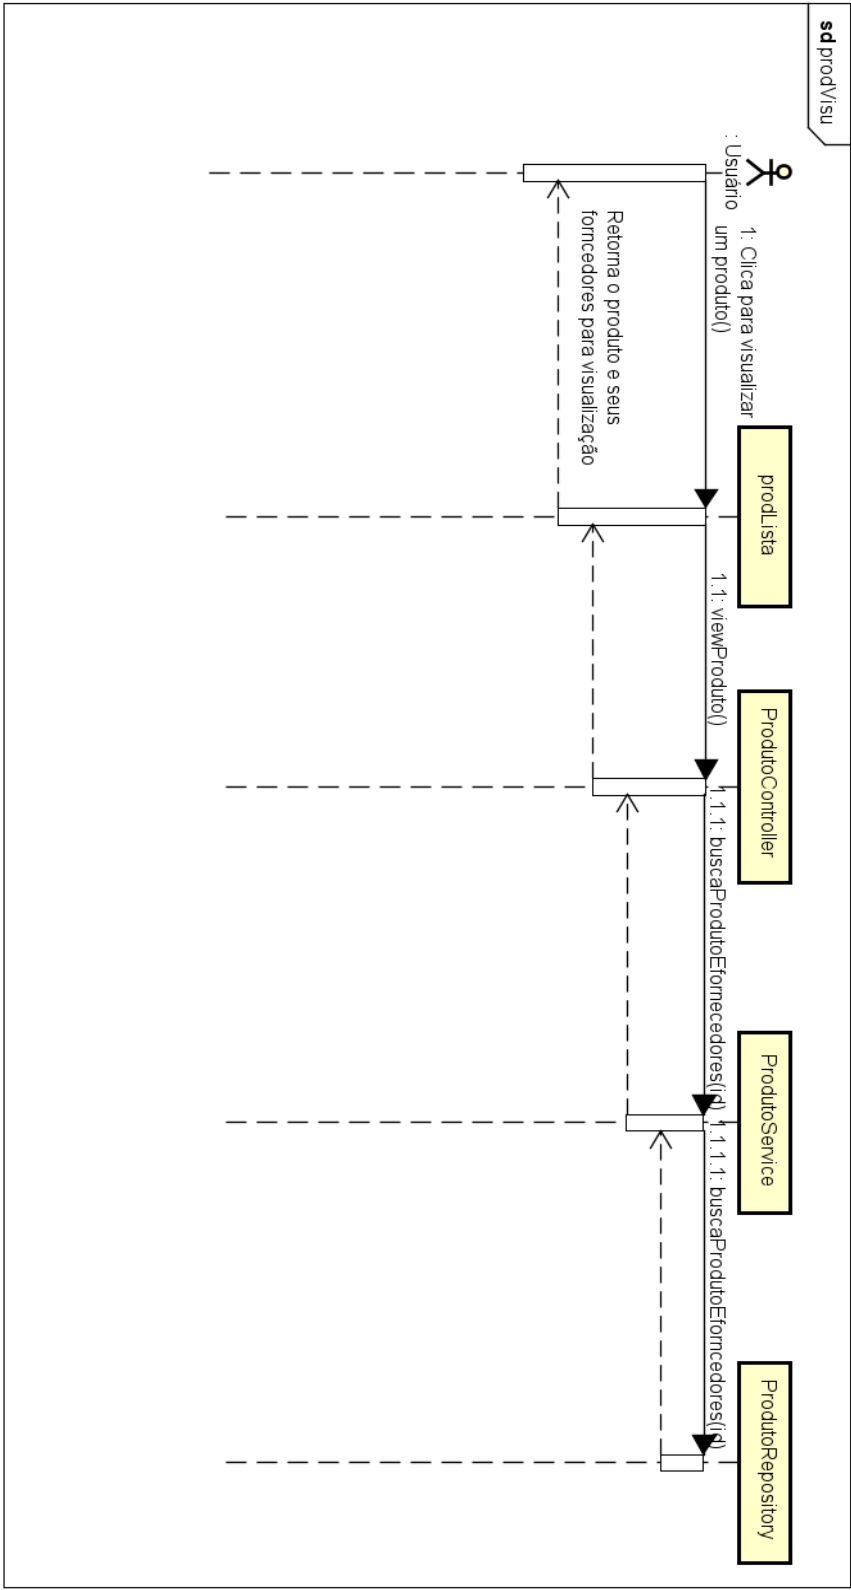 sd prodVisu
: Usuário
prodLista
ProdutoController
ProdutoService
ProdutoRepository
1: Clica para visualizar
um produto()
1.1: viewProduto()
1.1.1: buscaProdutoEfornecedores(id)
1.1.1.1: buscaProdutoEforncedores(id)
Retorna o produto e seus
forncedores para visualização